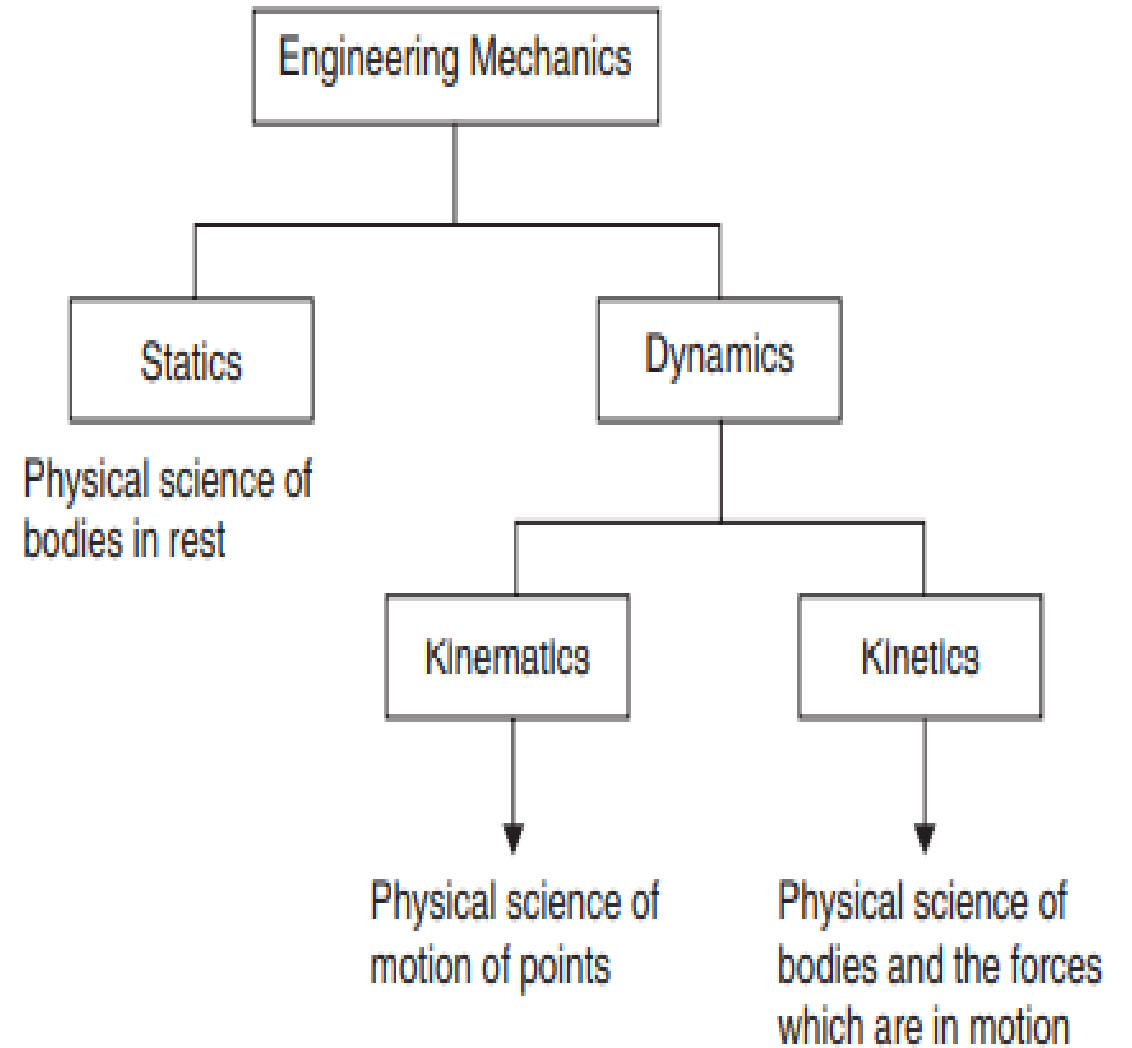 Engineering Mechanics
Statics
Dynamics
Physical science of
bodies in rest
Kinematics
Kinetics
Physical science of
motion of points
Physical science of
bodies and the forces
which are in motion